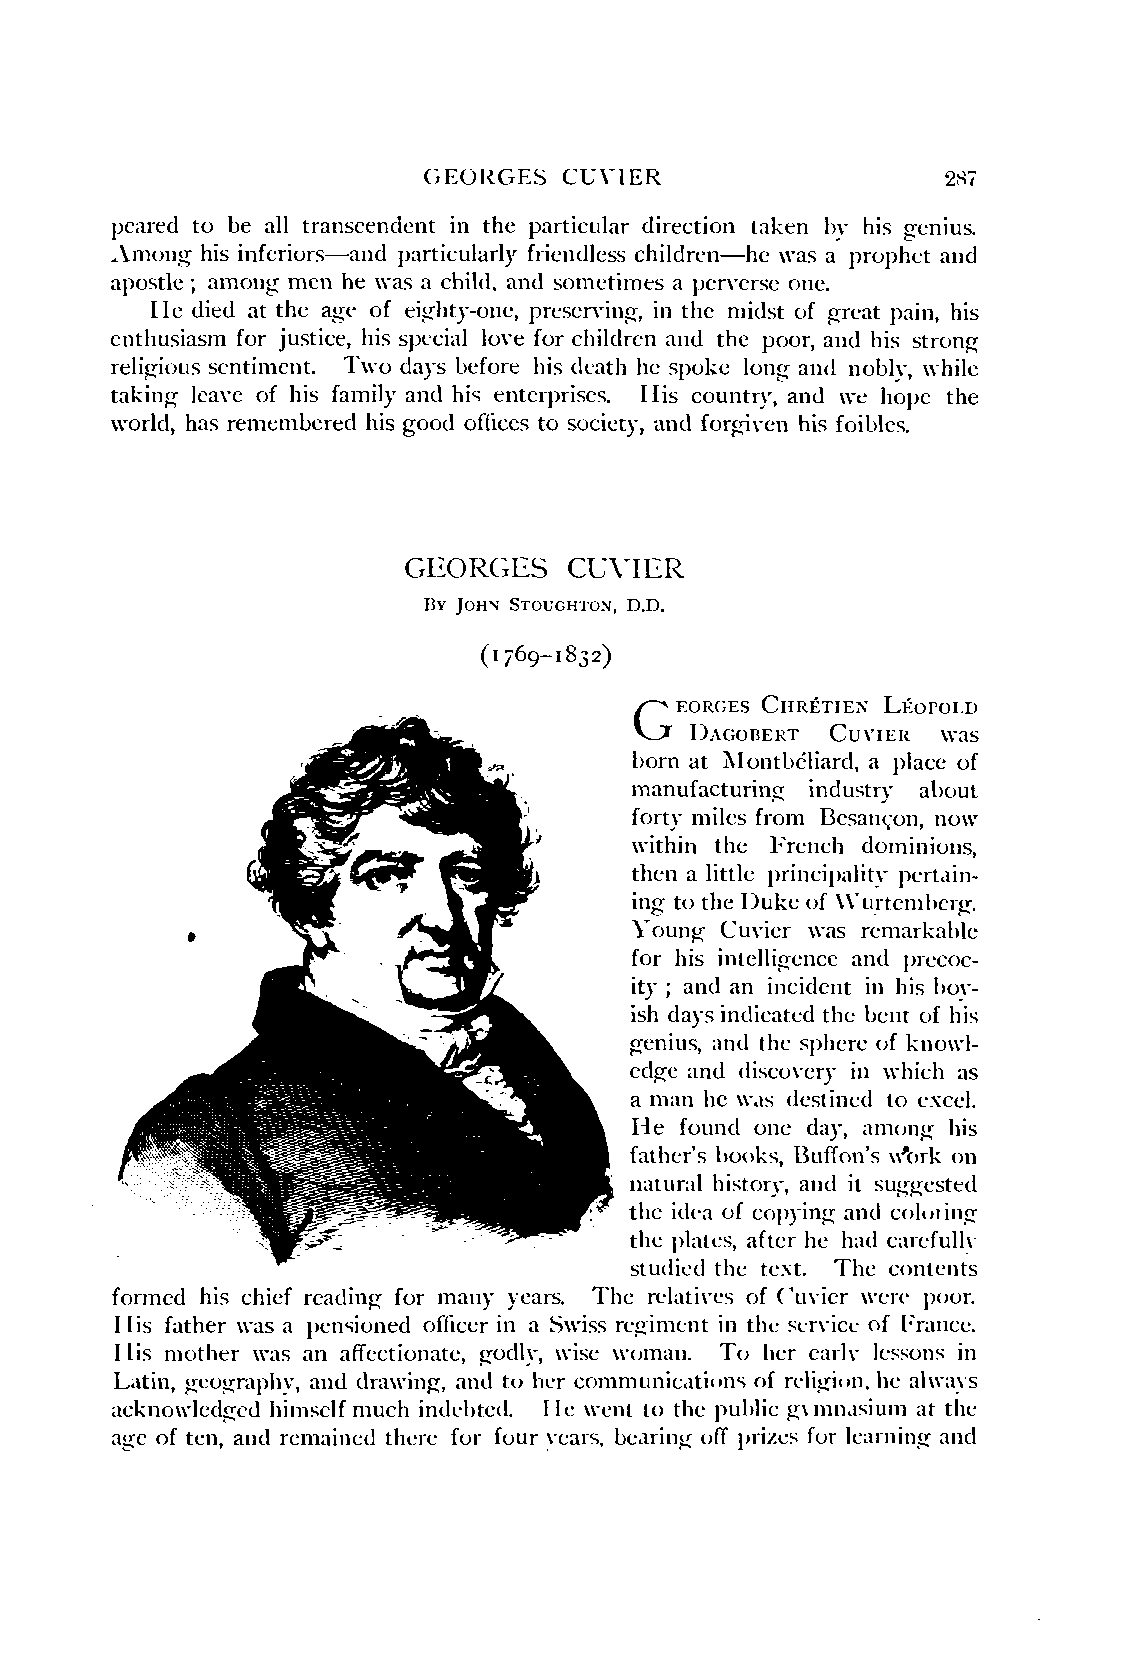 GEORGES CUVIER 287
peared to be all transcendent in the particular direction taken by his genius.
Among his inferiors—and particularly friendless children—he was a prophet and
apostle ; among men he was a child, and sometimes a perverse one.
He died at the age of eighty-one, preserving, in the midst of great pain, his
enthusiasm for justice, his special love for children and the poor, and his strong
religious sentiment. Two days before his death he spoke long and nobly, while
taking leave of his family and his enterprises. His country, and we hope the
world, has remembered his good offices to society, and forgiven his foibles.
GEORGES CUVIER
BY JOHN STOUGHTON, D.D.
(1769–1832)
GEORGES CHRÉTIEN LÉOPOLD
DAGOBERT CUVIER was
born at Montbéliard, a place of
manufacturing industry about
forty miles from Besançon, now
within the French dominions,
then a little principality pertain-
ing to the Duke of Wurtemberg.
Young Cuvier was remarkable
for his intelligence and precoc-
ity ; and an incident in his boy-
ish days indicated the bent of his
genius, and the sphere of knowl-
edge and discovery in which as
a man he was destined to excel.
He found one day, among his
father's books, Buffon's work on
natural history, and it suggested
the idea of copying and coloring
the plates, after he had carefully
studied the text. The contents
formed his chief reading for many years. The relatives of Cuvier were poor.
His father was a pensioned officer in a Swiss regiment in the service of France.
His mother was an affectionate, godly, wise woman. To her early lessons in
Latin, geography, and drawing, and to her communications of religion, he always
acknowledged himself much indebted. He went to the public gymnasium at the
age of ten, and remained there for four years, bearing off prizes for learning and